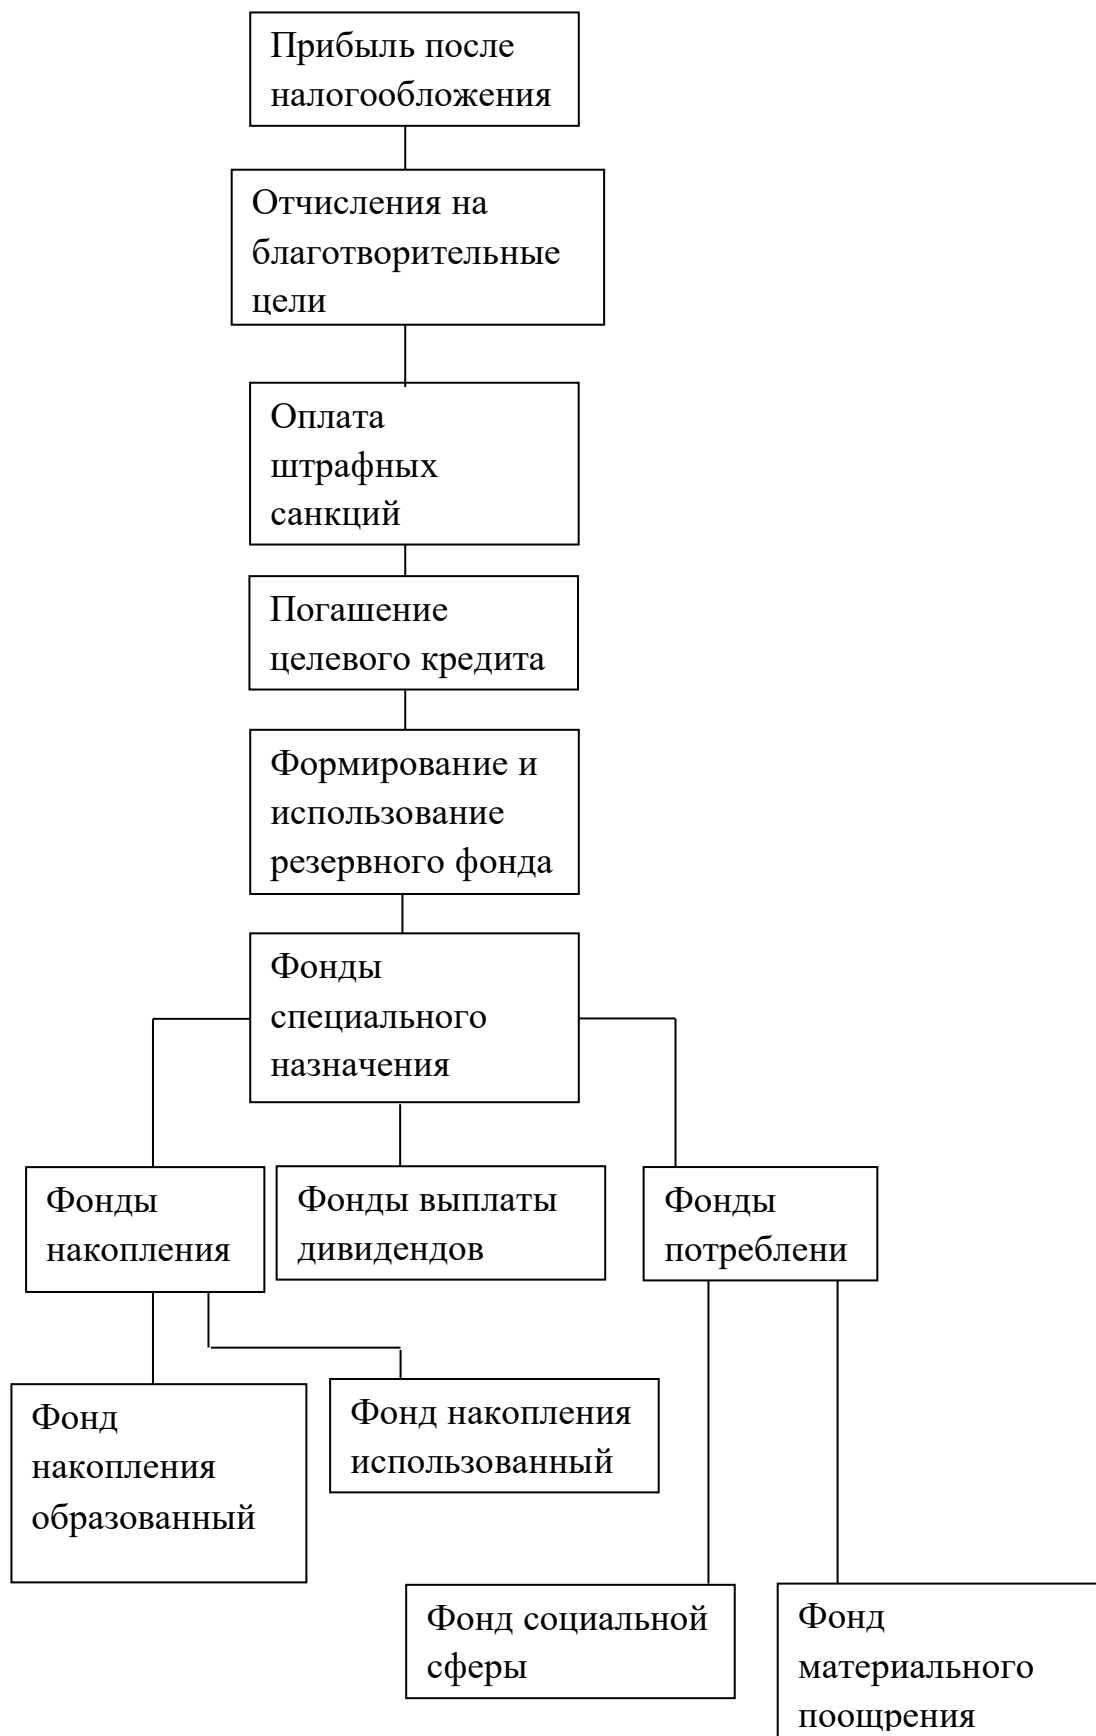 Прибыль после
налогообложения
Отчисления на
благотворительные
цели
Оплата
штрафных
санкций
Погашение
целевого кредита
Формирование и
использование
резервного фонда
Фонды
специального
назначения
Фонды
накопления
Фонды выплаты
дивидендов
Фонды
потреблени
Фонд
накопления
образованный
Фонд накопления
использованный
Фонд социальной
сферы
Фонд
материального
поощрения